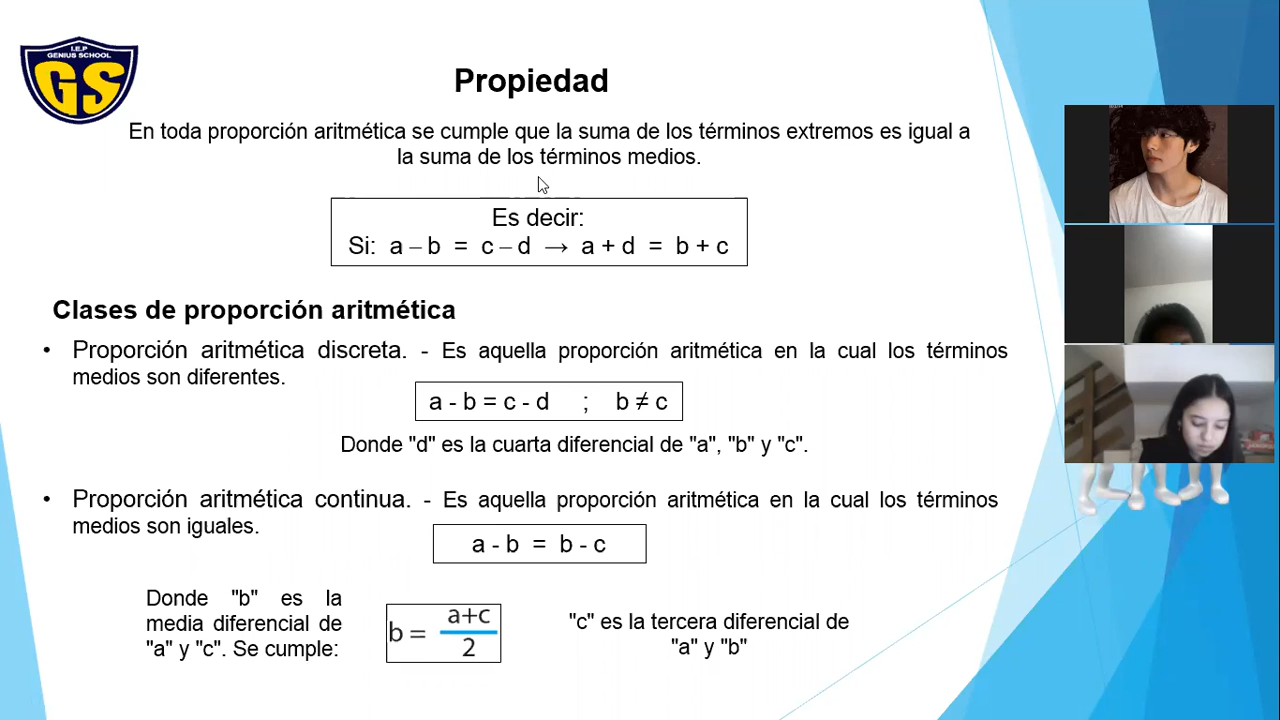 I.E.P
GENIUS SCHOOL
GS
Propiedad
En toda proporción aritmética se cumple que la suma de los términos extremos es igual a
la suma de los términos medios.
Es decir:
Si: a – b = c – d → a + d = b + c
Clases de proporción aritmética
• Proporción aritmética discreta. - Es aquella proporción aritmética en la cual los términos
medios son diferentes.
a - b = c - d ; b ≠ c
Donde "d" es la cuarta diferencial de "a", "b" y "c".
• Proporción aritmética continua. - Es aquella proporción aritmética en la cual los términos
medios son iguales.
a - b = b - c
Donde "b" es la
media diferencial de
"a" y "c". Se cumple:
b = a+c
2
"c" es la tercera diferencial de
"a" y "b"